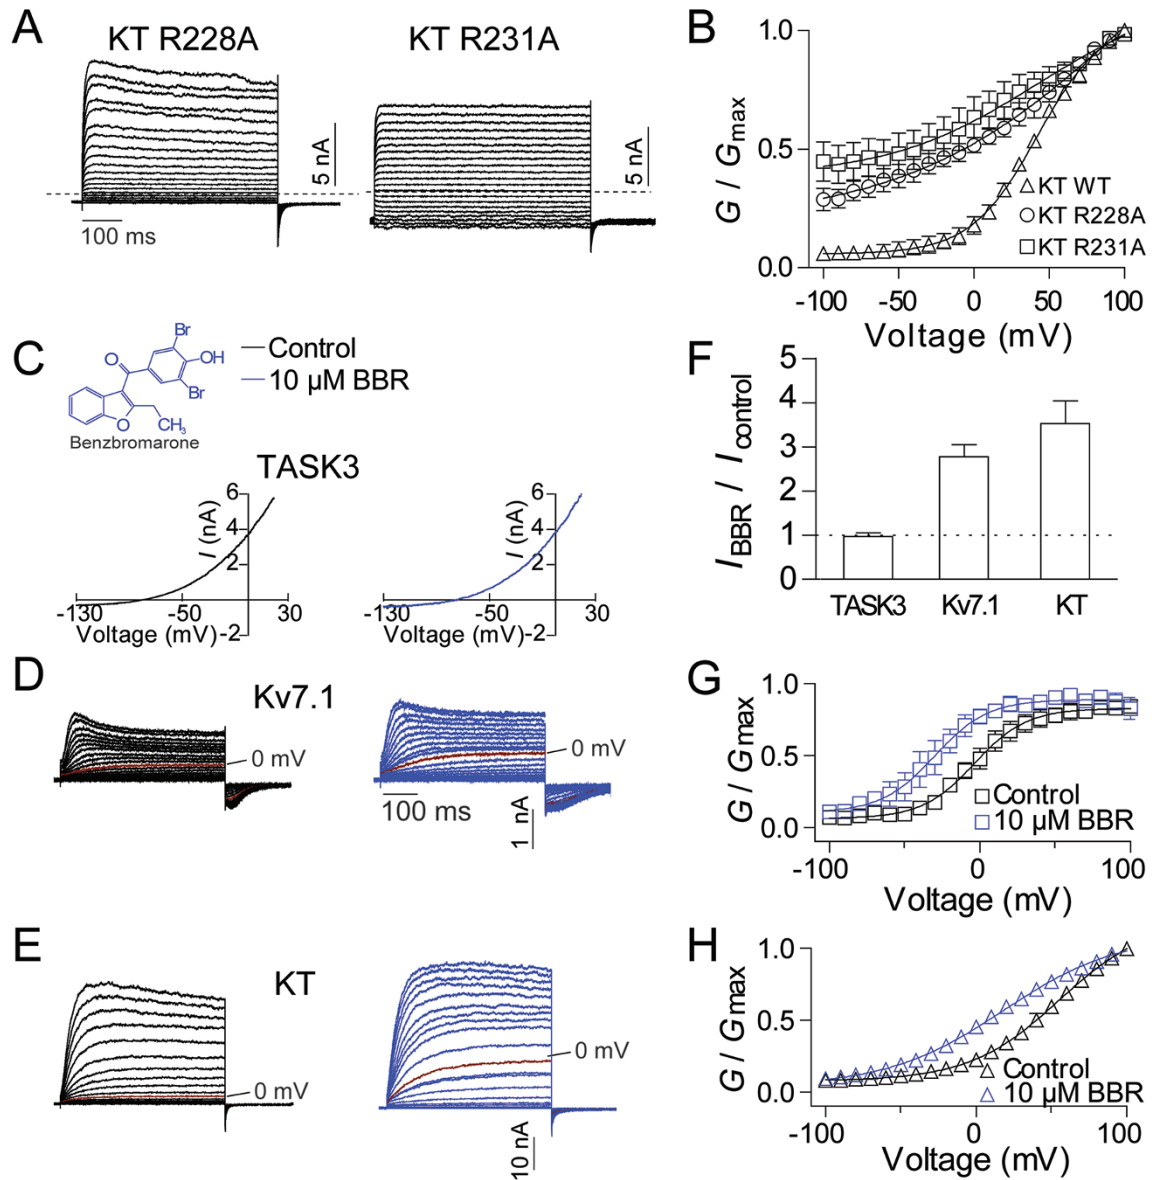 A
KT R228A
KT R231A
5 nA
5 nA
100 ms
B
G / Gmax
1.0
0.5
0.0
KT WT
KT R228A
KT R231A
-100
-50
0
50
100
Voltage (mV)
C
Br
O
OH
Br
O
CH3
Benzbromarone
Control
10 µM BBR
TASK3
6
4
2
-2
I (nA)
-130
-50
30
Voltage (mV)
6
4
2
-2
I (nA)
-130
-50
30
Voltage (mV)
F
IBBR / Icontrol
5
4
3
2
1
0
TASK3
Kv7.1
KT
D
Kv7.1
0 mV
0 mV
100 ms
1 nA
G
G / Gmax
1.0
0.5
0.0
Control
10 µM BBR
-100
0
100
Voltage (mV)
E
KT
0 mV
0 mV
10 nA
H
G / Gmax
1.0
0.5
0.0
Control
10 µM BBR
-100
0
100
Voltage (mV)